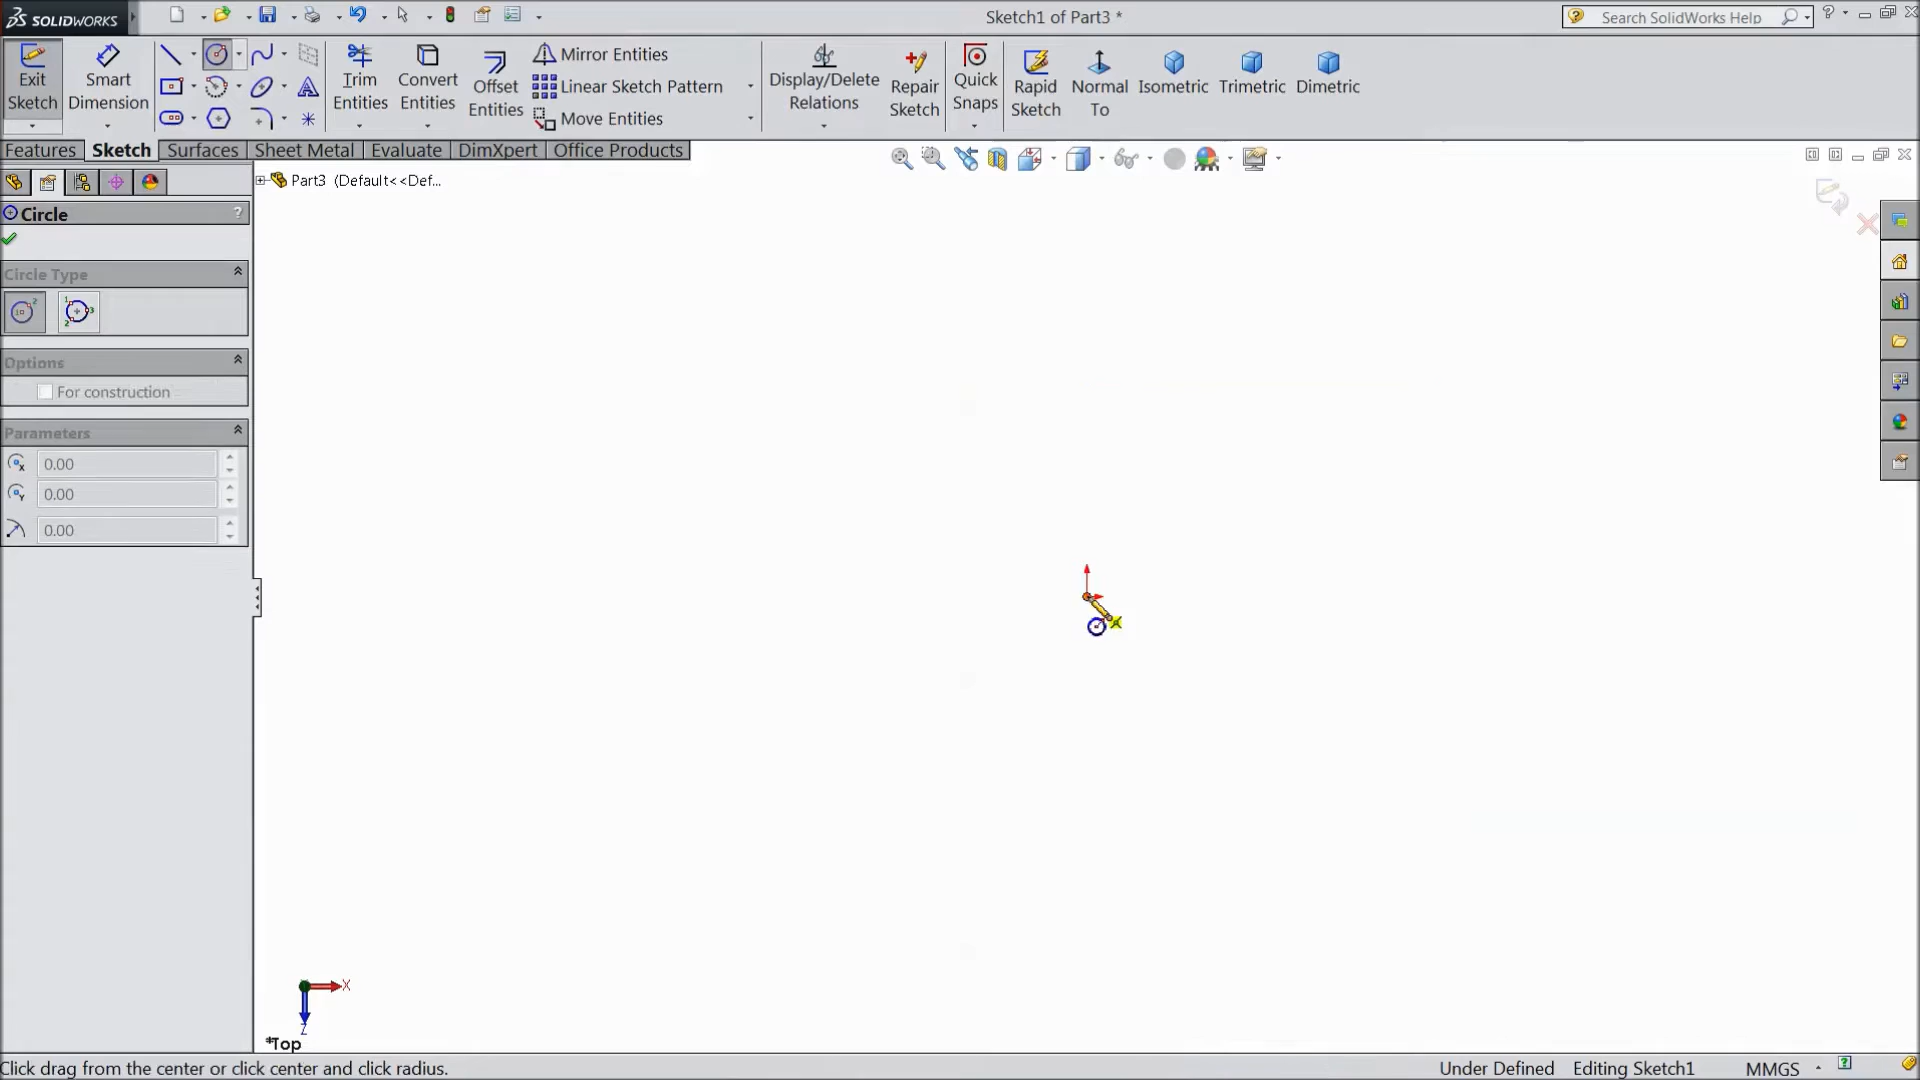 SOLIDWORKS
Sketch1 of Part3 *
Search SolidWorks Help
Exit
Sketch
Smart
Dimension
Trim
Entities
Convert
Entities
Offset
Entities
Mirror Entities
Linear Sketch Pattern
Move Entities
Display/Delete
Relations
Repair
Sketch
Quick
Snaps
Rapid
Sketch
Normal
To
Isometric
Trimetric
Dimetric
Features
Sketch
Surfaces
Sheet Metal
Evaluate
DimXpert
Office Products
Part3 (Default<<Def...
Circle
?
Circle Type
Options
For construction
Parameters
0.00
0.00
0.00
X
Z
*Top
Click drag from the center or click center and click radius.
Under Defined
Editing Sketch1
MMGS